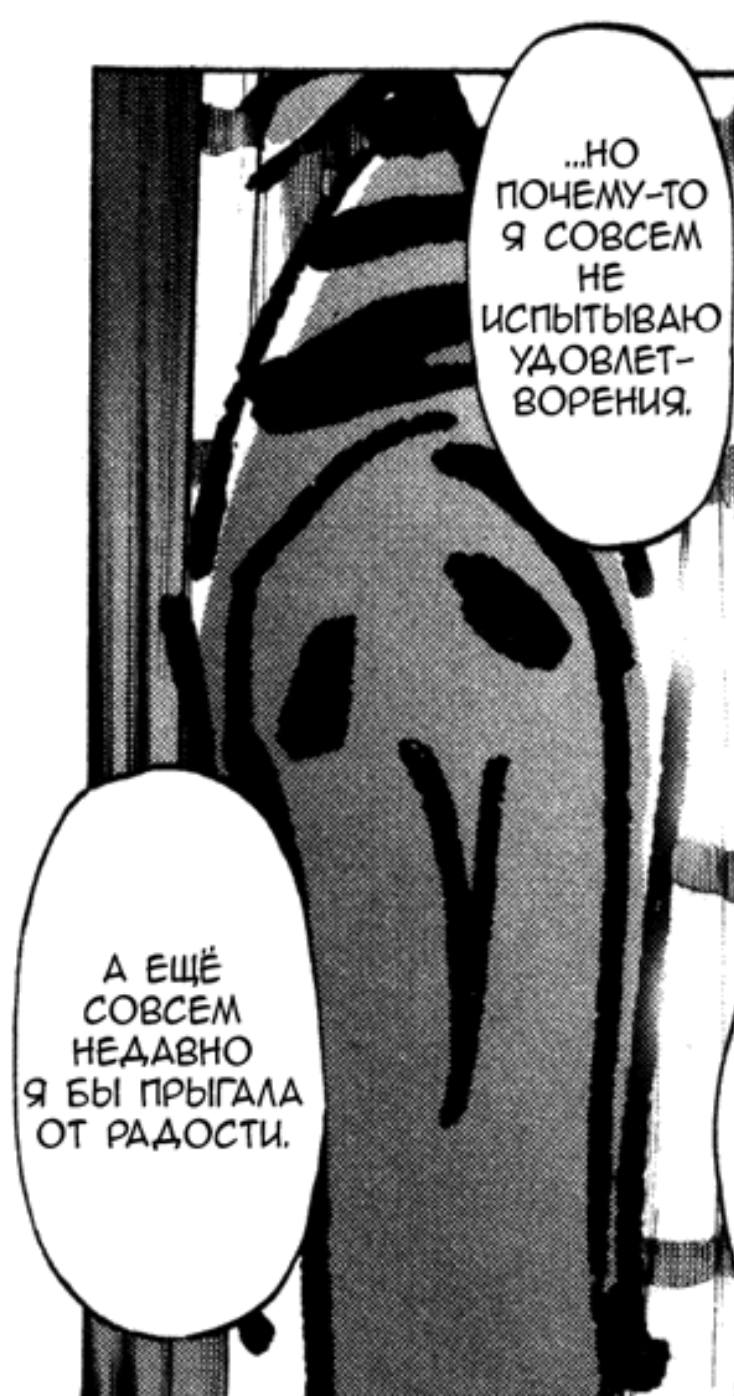 ...НО
ПОЧЕМУ-ТО
Я СОВСЕМ
НЕ
ИСПЫТЫВАЮ
УДОВЛЕТ-
ВОРЕНИЯ.
А ЕЩЁ
СОВСЕМ
НЕДАВНО
Я БЫ ПРЫГАЛА
ОТ РАДОСТИ.